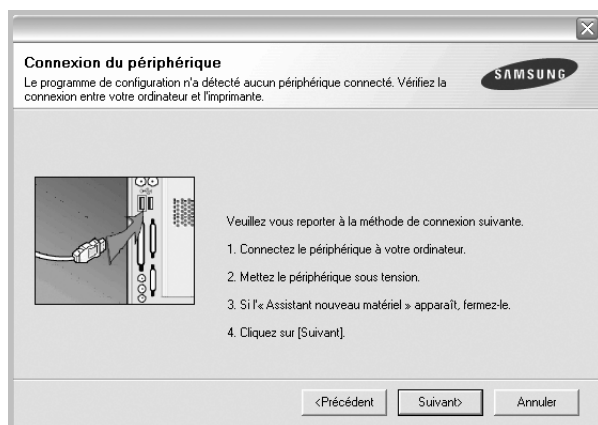 Connexion du périphérique
Le programme de configuration n'a détecté aucun périphérique connecté. Vérifiez la
connexion entre votre ordinateur et l'imprimante.
SAMSUNG
Veuillez vous reporter à la méthode de connexion suivante.
1. Connectez le périphérique à votre ordinateur.
2. Mettez le périphérique sous tension.
3. Si l'« Assistant nouveau matériel » apparaît, fermez-le.
4. Cliquez sur [Suivant].
<Précédent
Suivant>
Annuler